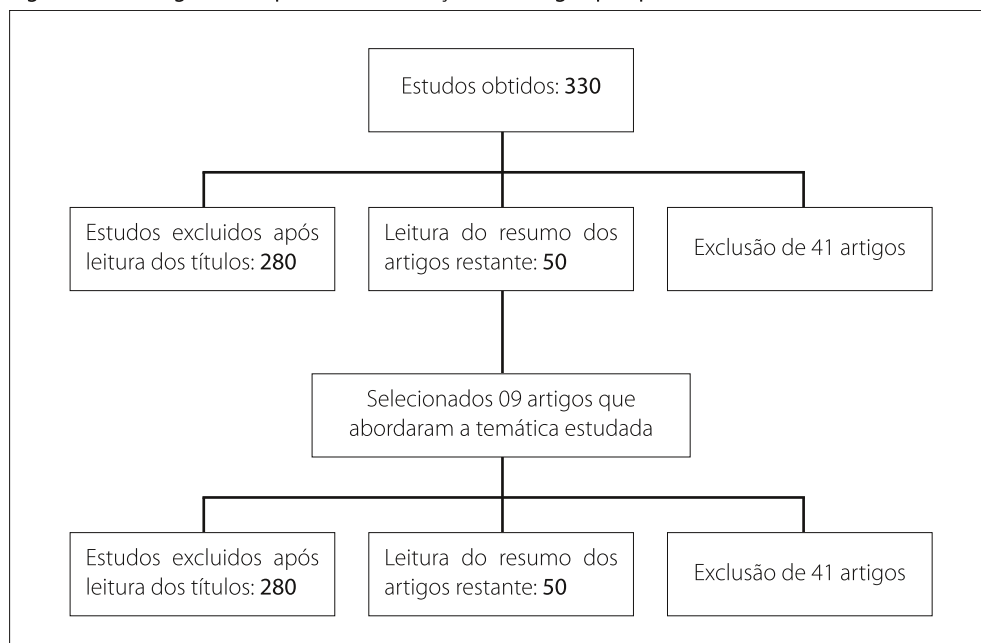 Estudos obtidos: 330
Estudos excluidos após
leitura dos títulos: 280
Leitura do resumo dos
artigos restante: 50
Exclusão de 41 artigos
Selecionados 09 artigos que
abordaram a temática estudada
Estudos excluidos após
leitura dos títulos: 280
Leitura do resumo dos
artigos restante: 50
Exclusão de 41 artigos